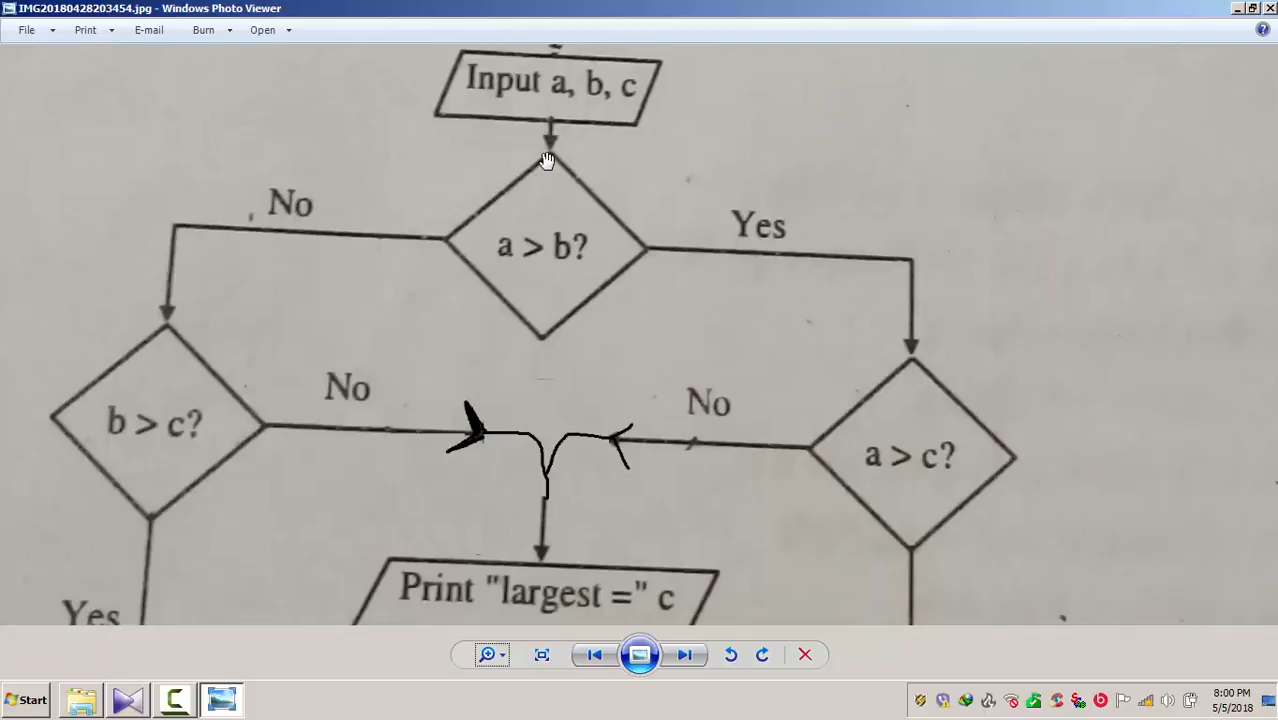 IMG20180428203454.jpg - Windows Photo Viewer
File Print E-mail Burn Open
Input a, b, c
No
Yes
a > b?
No
No
b > c?
a > c?
Print "largest =" c
Yes
Start
8:00 PM
5/5/2018